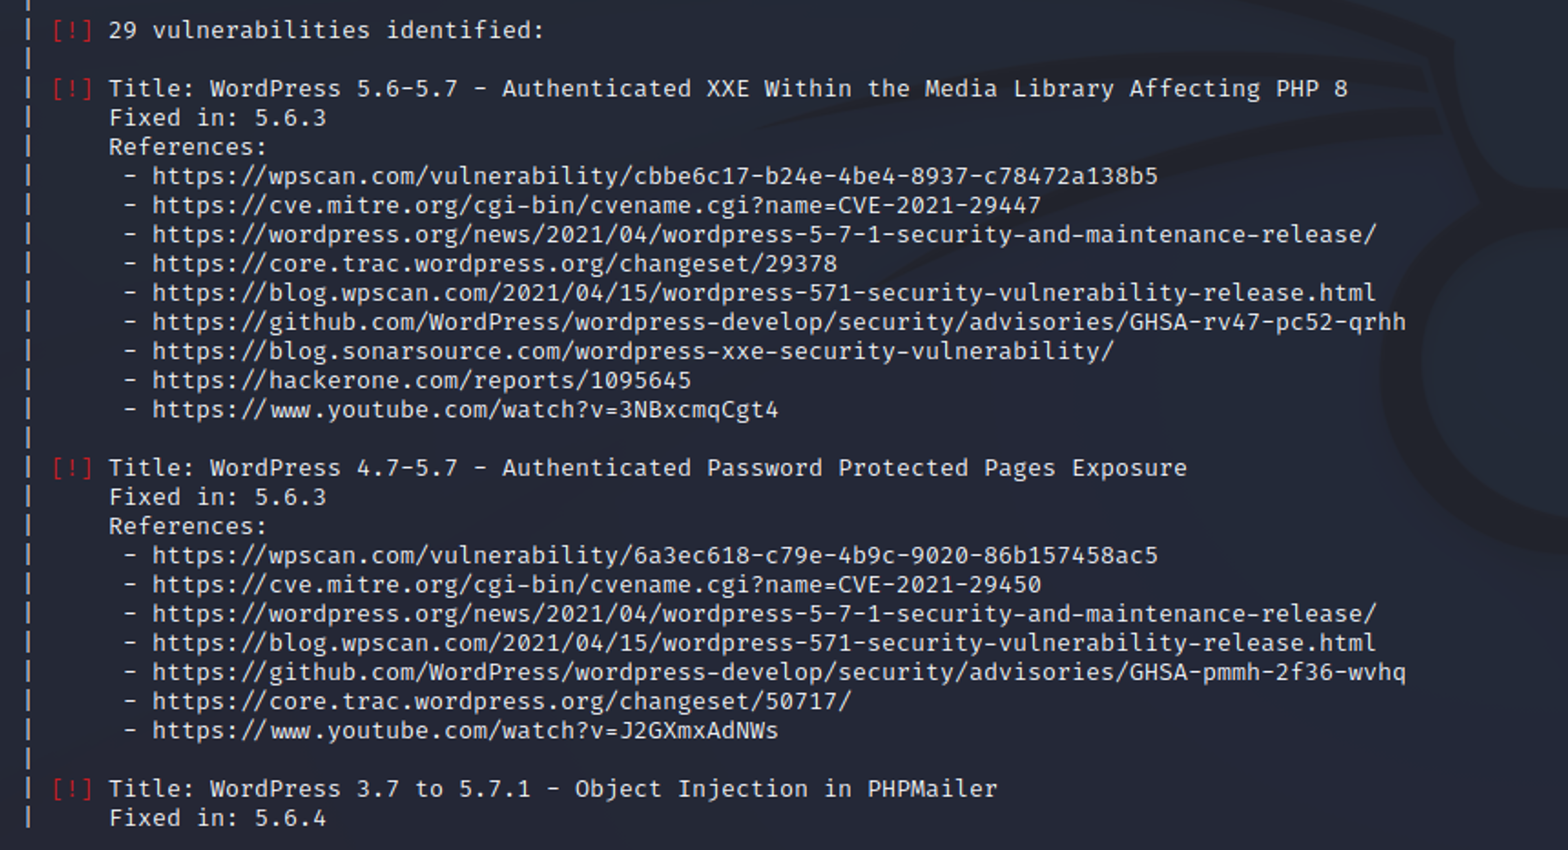 [!] 29 vulnerabilities identified:
[!] Title: WordPress 5.6-5.7 - Authenticated XXE Within the Media Library Affecting PHP 8
Fixed in: 5.6.3
References:
- https://wpscan.com/vulnerability/cbbe6c17-b24e-4be4-8937-c78472a138b5
- https://cve.mitre.org/cgi-bin/cvename.cgi?name=CVE-2021-29447
- https://wordpress.org/news/2021/04/wordpress-5-7-1-security-and-maintenance-release/
- https://core.trac.wordpress.org/changeset/29378
- https://blog.wpscan.com/2021/04/15/wordpress-571-security-vulnerability-release.html
- https://github.com/WordPress/wordpress-develop/security/advisories/GHSA-rv47-pc52-qrhh
- https://blog.sonarsource.com/wordpress-xxe-security-vulnerability/
- https://hackerone.com/reports/1095645
- https://www.youtube.com/watch?v=3NBxcmqCgt4
[!] Title: WordPress 4.7-5.7 - Authenticated Password Protected Pages Exposure
Fixed in: 5.6.3
References:
- https://wpscan.com/vulnerability/6a3ec618-c79e-4b9c-9020-86b157458ac5
- https://cve.mitre.org/cgi-bin/cvename.cgi?name=CVE-2021-29450
- https://wordpress.org/news/2021/04/wordpress-5-7-1-security-and-maintenance-release/
- https://blog.wpscan.com/2021/04/15/wordpress-571-security-vulnerability-release.html
- https://github.com/WordPress/wordpress-develop/security/advisories/GHSA-pmmh-2f36-wvhq
- https://core.trac.wordpress.org/changeset/50717/
- https://www.youtube.com/watch?v=J2GXmxAdNWs
[!] Title: WordPress 3.7 to 5.7.1 - Object Injection in PHPMailer
Fixed in: 5.6.4